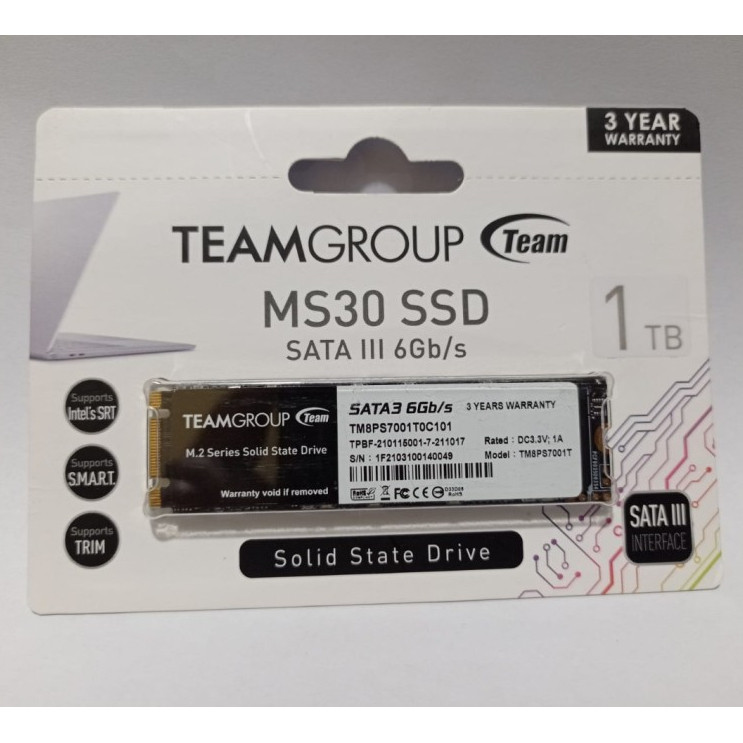 3 YEAR
WARRANTY
TEAMGROUP Team
MS30 SSD
SATA III 6Gb/s
1 TB
Supports
Intel's SRT
Supports
S.M.A.R.T.
Supports
TRIM
TEAMGROUP Team
M.2 Series Solid State Drive
Warranty void if removed
SATA3 6Gb/s 3 YEARS WARRANTY
TM8PS7001T0C101
TPBF-210115001-7-211017 Rated : DC3.3V; 1A
S/N : 1F2103100140049 Model : TM8PS7001T
RoHS
SATA III
INTERFACE
Solid State Drive